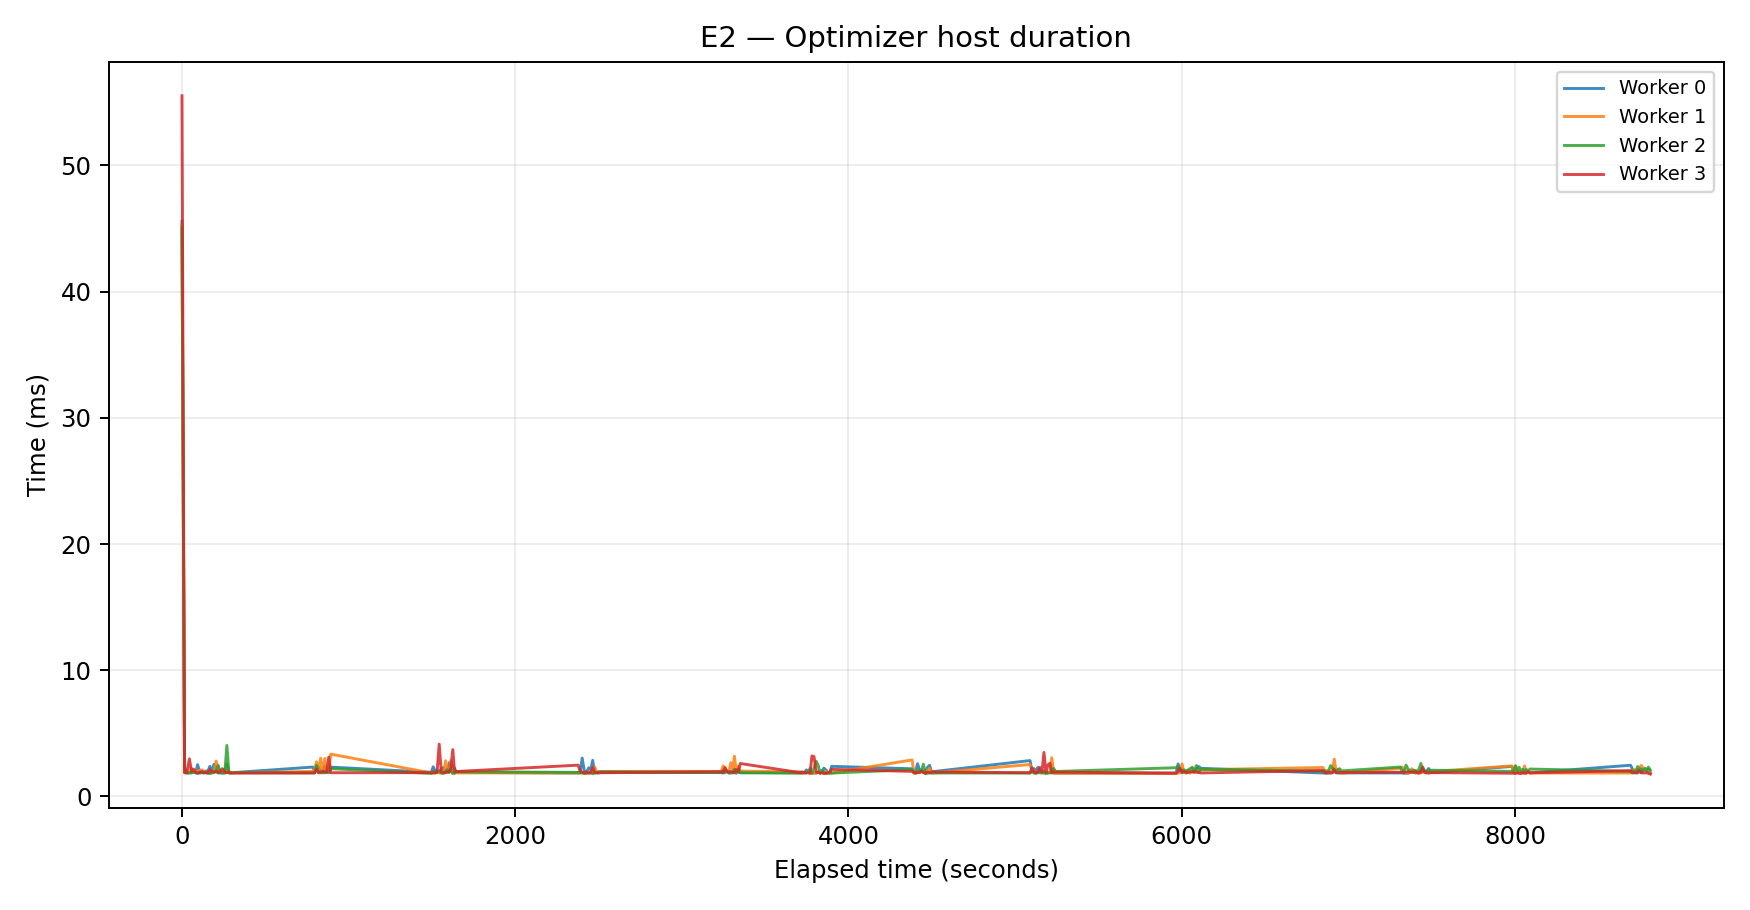 E2 — Optimizer host duration
Worker 0
Worker 1
Worker 2
Worker 3
Time (ms)
50
40
30
20
10
0
0 2000 4000 6000 8000
Elapsed time (seconds)